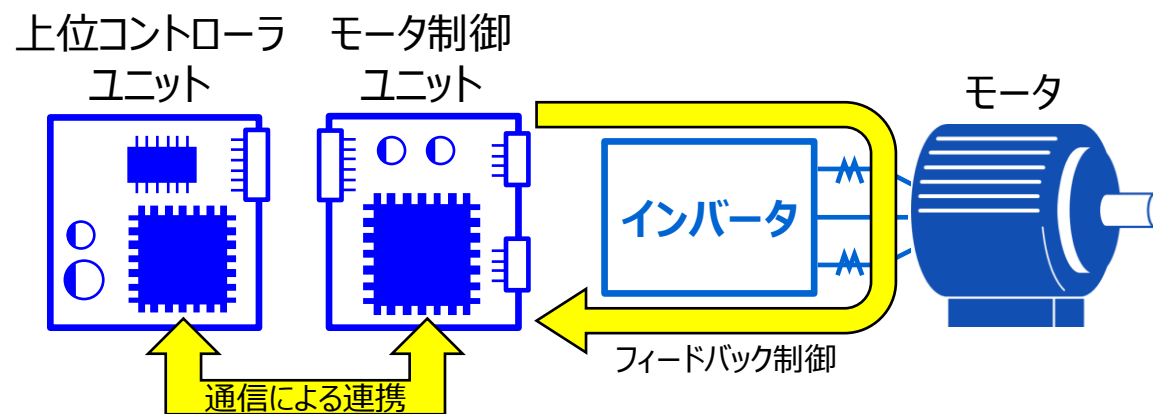 上位コントローラ
ユニット
モータ制御
ユニット
モータ
インバータ
フィードバック制御
通信による連携